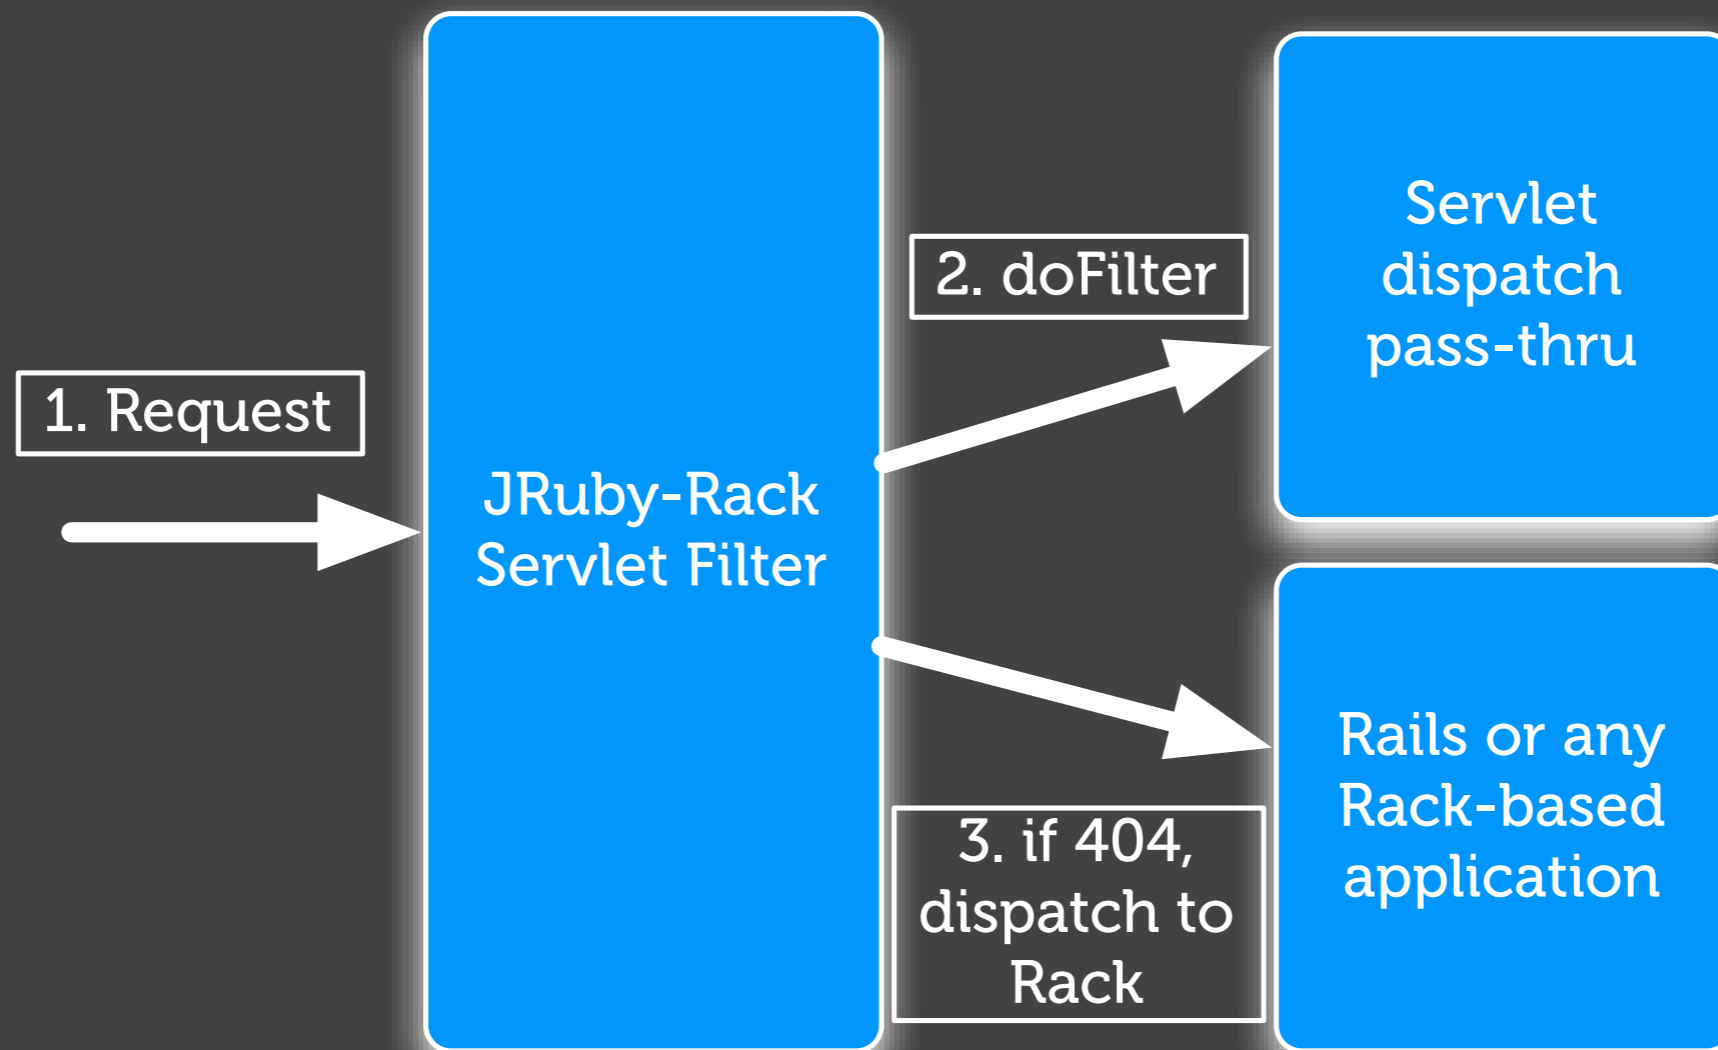 1. Request
JRuby-Rack
Servlet Filter
2. doFilter
Servlet
dispatch
pass-thru
3. if 404,
dispatch to
Rack
Rails or any
Rack-based
application